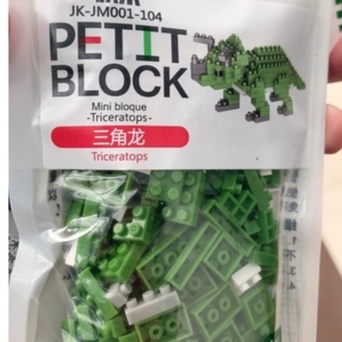 JK-JM001-104
PETIT
BLOCK
Mini bloque
-Triceratops-
三角龙
Triceratops